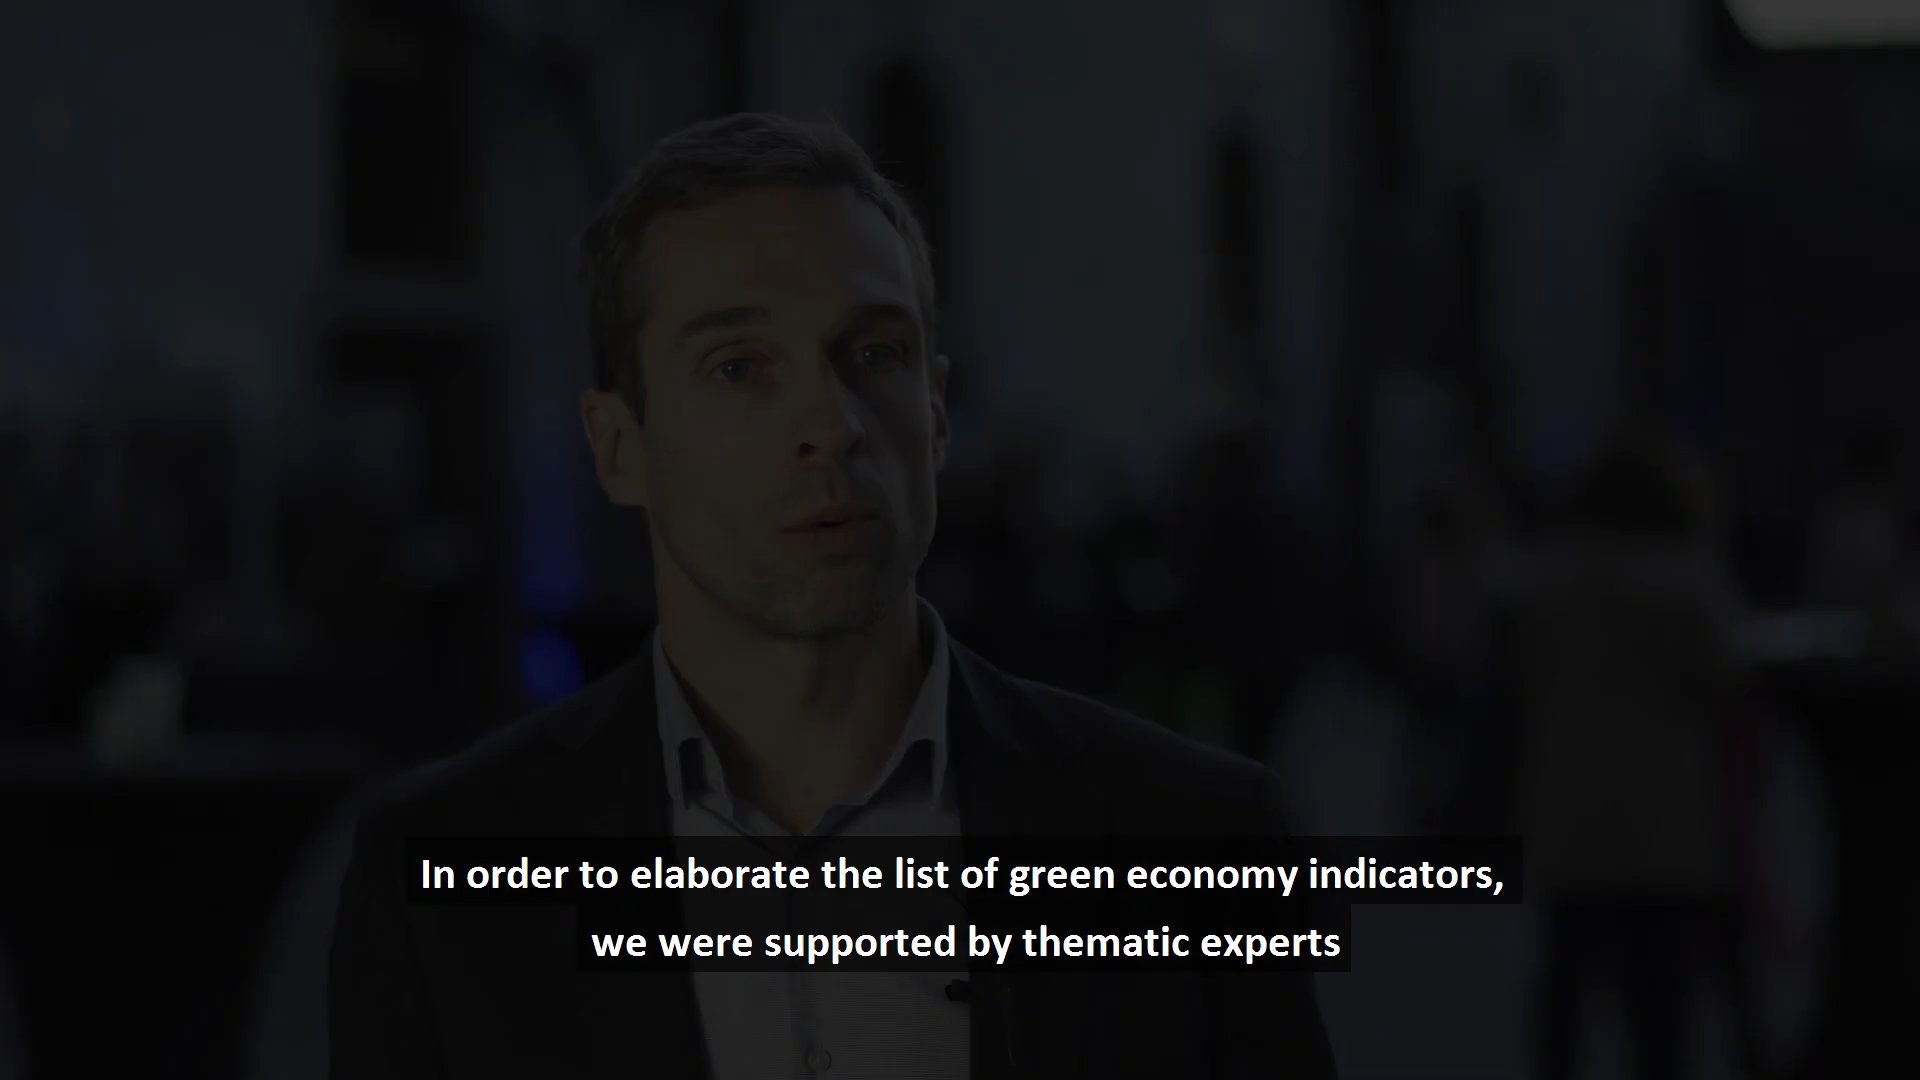 In order to elaborate the list of green economy indicators,
we were supported by thematic experts